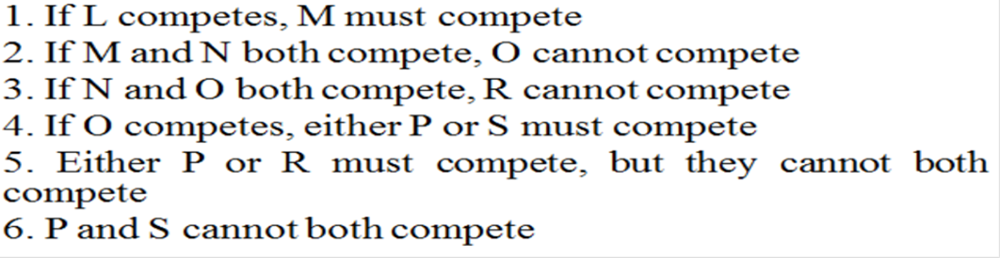 1. If L competes, M must compete
2. If M and N both compete, O cannot compete
3. If N and O both compete, R cannot compete
4. If O competes, either P or S must compete
5. Either P or R must compete, but they cannot both
compete
6. P and S cannot both compete